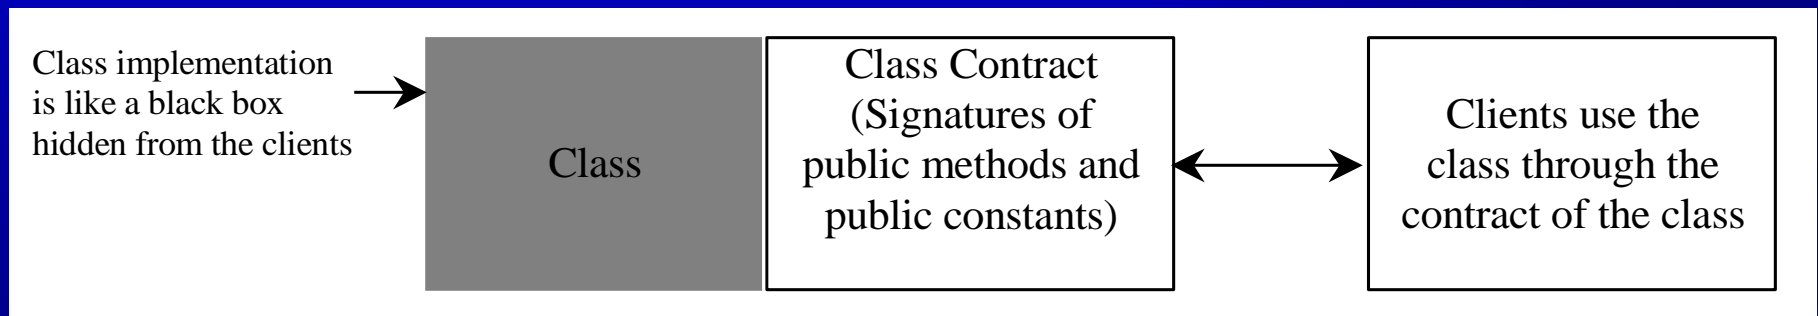 Class implementation
is like a black box
hidden from the clients
Class
Class Contract
(Signatures of
public methods and
public constants)
Clients use the
class through the
contract of the class